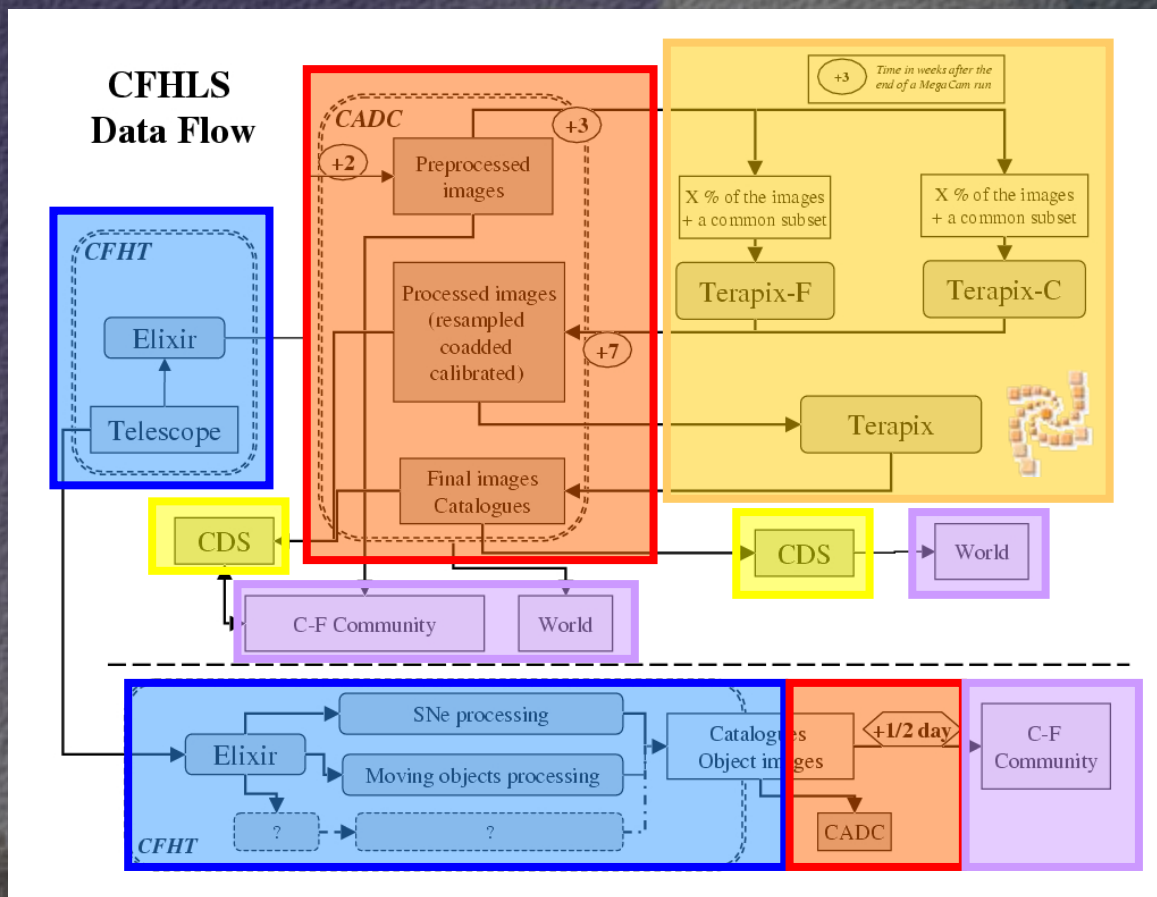 CFHLS
Data Flow
+3
Time in weeks after the
end of a MegaCam run
CADC
+3
+2
Preprocessed
images
X % of the images
+ a common subset
X % of the images
+ a common subset
CFHT
Processed images
(resampled
coadded
calibrated)
Terapix-F
Terapix-C
Elixir
+7
Telescope
Terapix
Final images
Catalogues
CDS
CDS
World
C-F Community
World
SNe processing
Elixir
Catalogues
Object images
+1/2 day
C-F
Community
Moving objects processing
?
?
CADC
CFHT